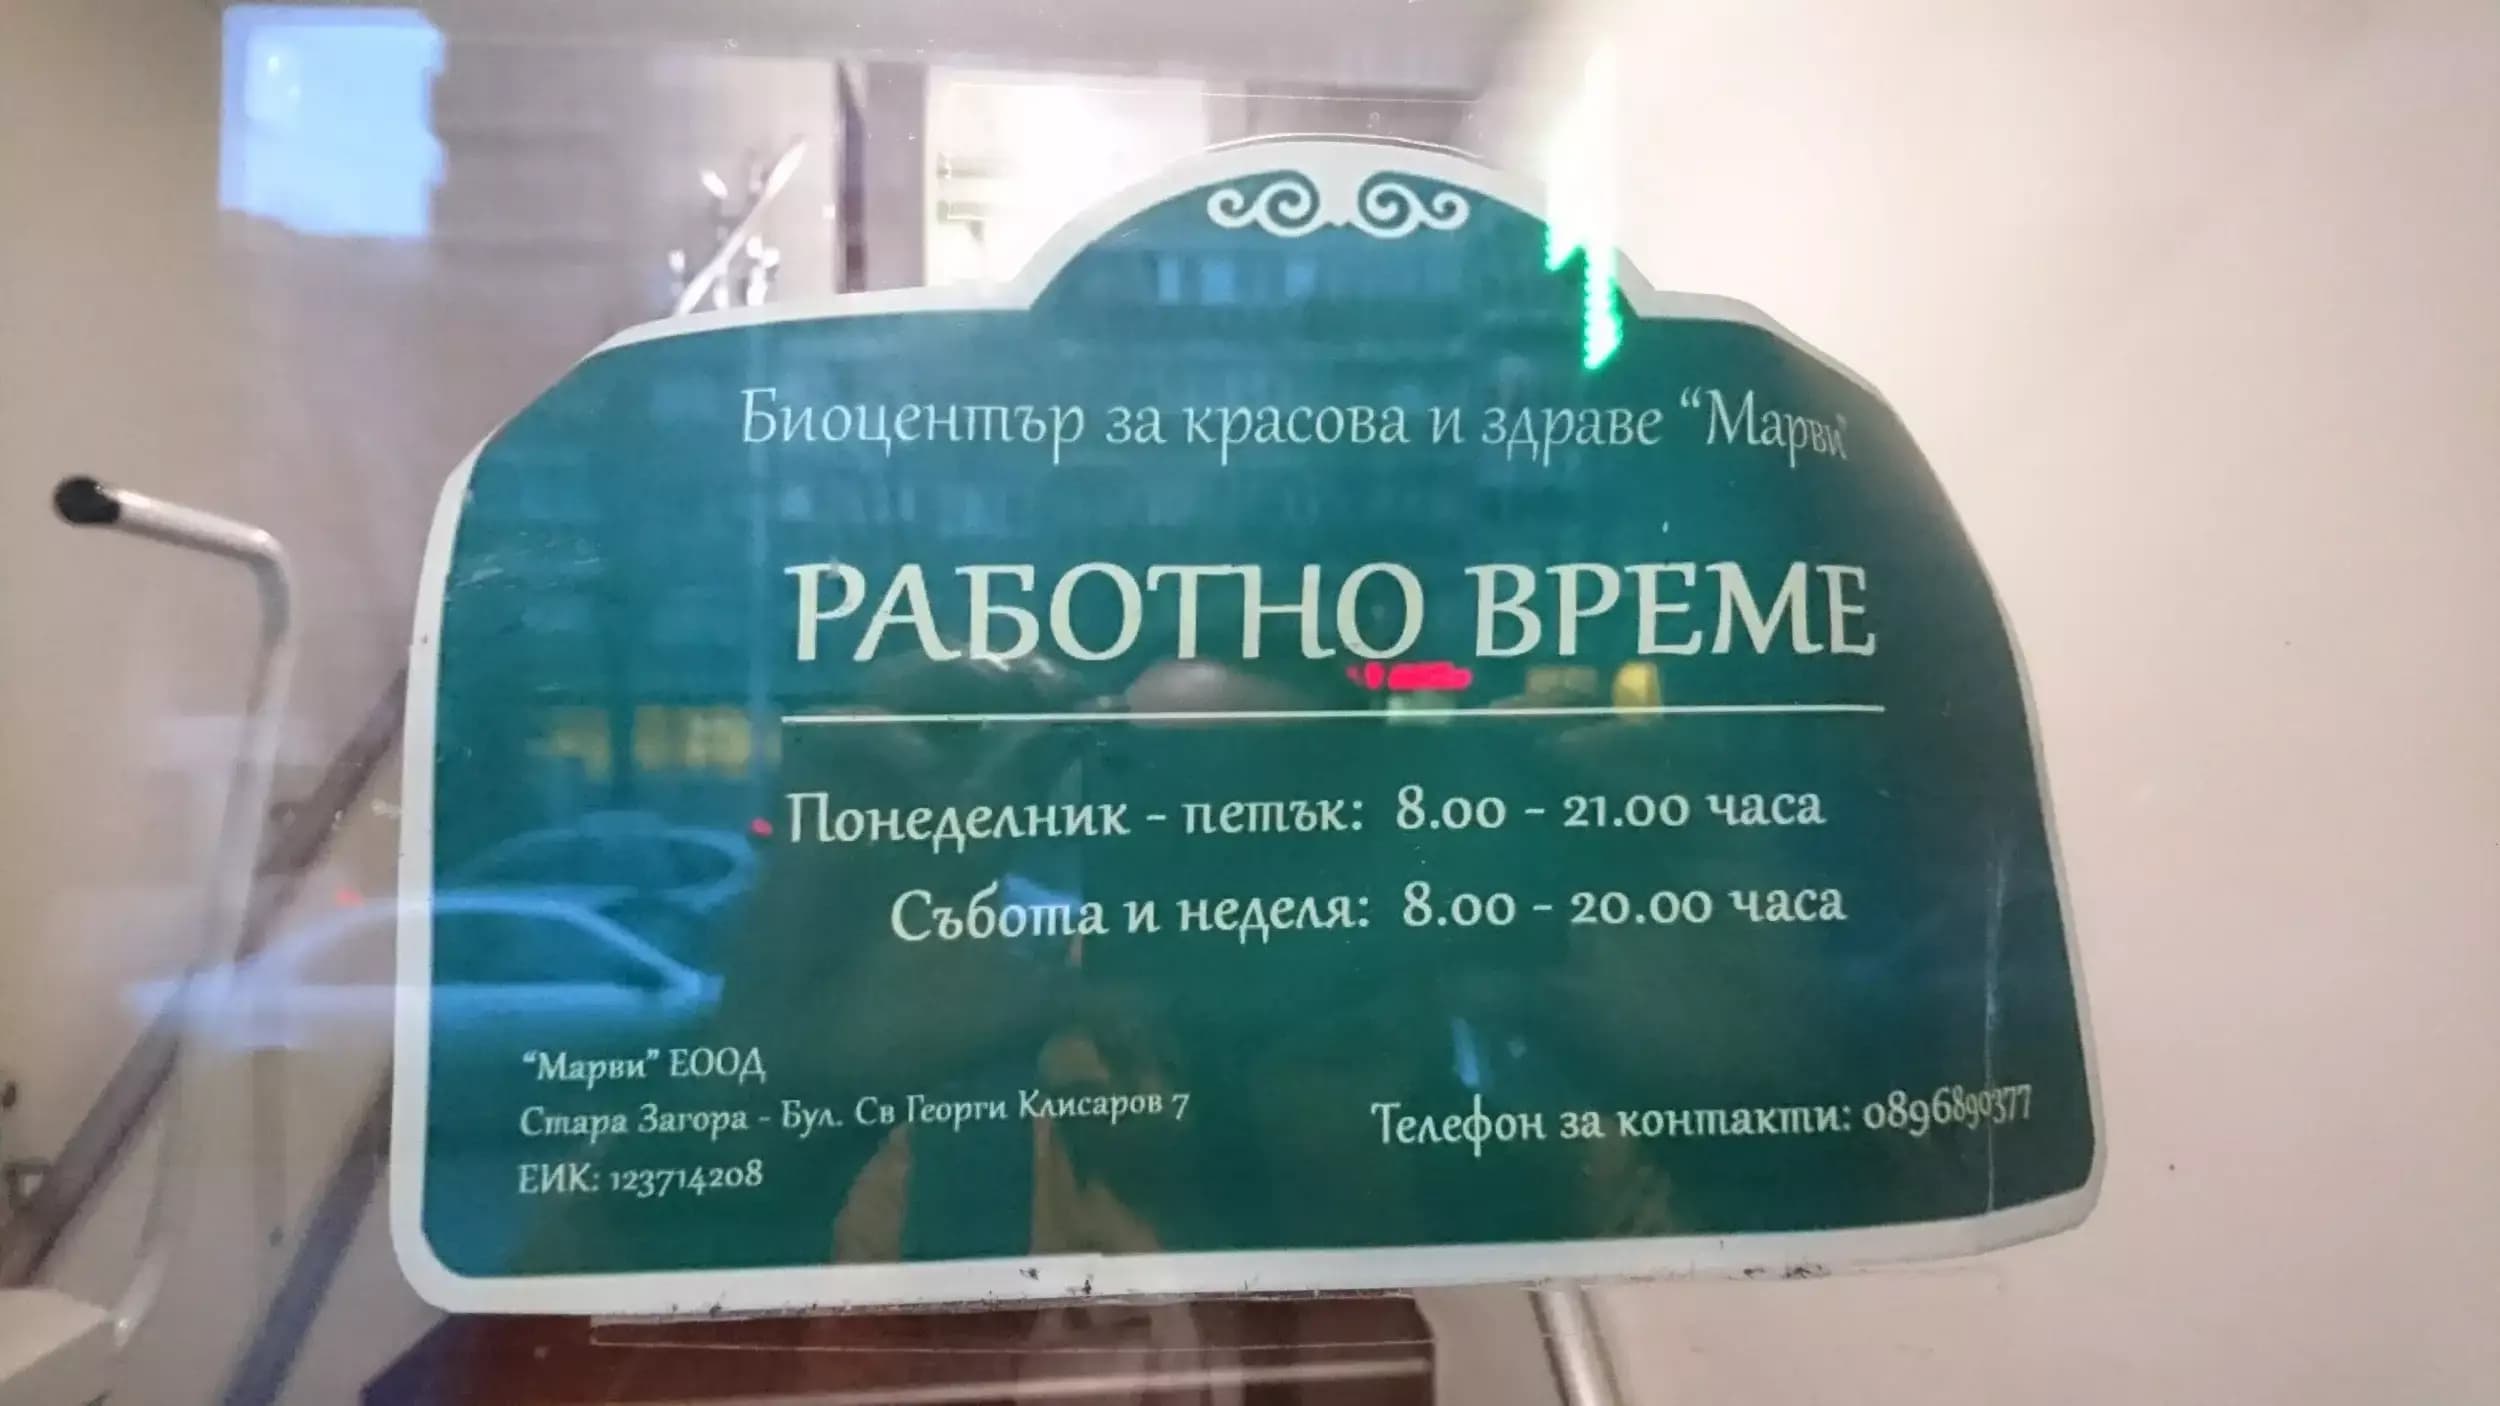 Биоцентър за красова и здраве “Марви”
РАБОТНО ВРЕМЕ
Понеделник - петък: 8.00 - 21.00 часа
Събота и неделя: 8.00 - 20.00 часа
“Марви” ЕООД
Стара Загора - Бул. Св Георги Клисаров 7
ЕИК: 123714208
Телефон за контакти: 0896890377